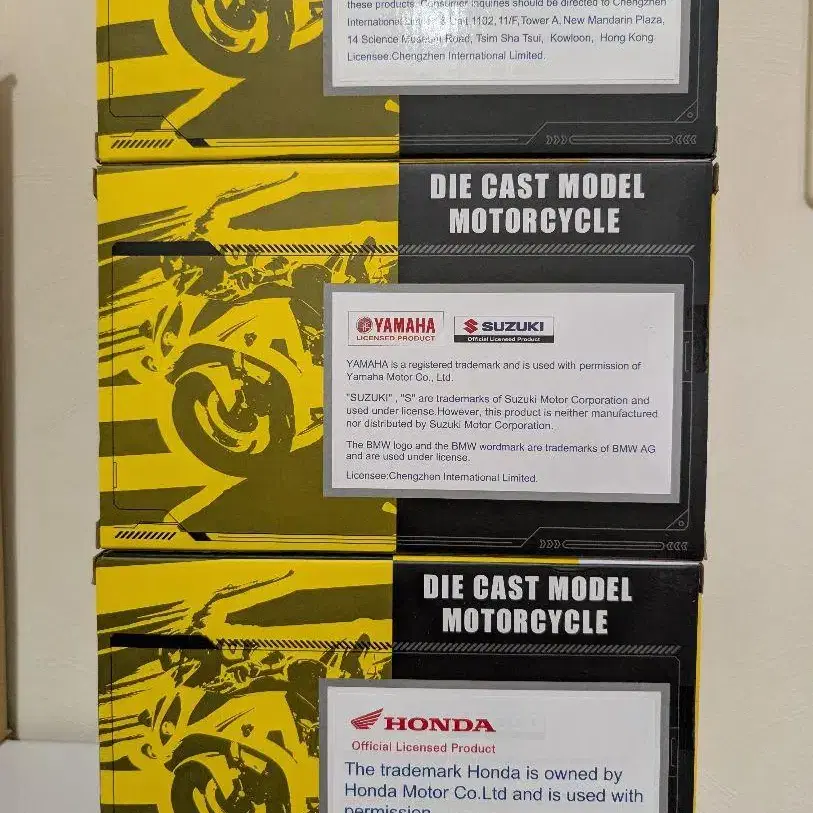 these products. Consumer inquiries should be directed to Chengzhen
International Unit 1102, 11/F, Tower A, New Mandarin Plaza,
14 Science Museum Road, Tsim Sha Tsui, Kowloon, Hong Kong
Licensee:Chengzhen International Limited.
DIE CAST MODEL
MOTORCYCLE
YAMAHA
LICENSED PRODUCT
SUZUKI
Official Licensed Product
YAMAHA is a registered trademark and is used with permission of
Yamaha Motor Co., Ltd.
"SUZUKI" , "S" are trademarks of Suzuki Motor Corporation and
used under license.However, this product is neither manufactured
nor distributed by Suzuki Motor Corporation.
The BMW logo and the BMW wordmark are trademarks of BMW AG
and are used under license.
Licensee:Chengzhen International Limited.
DIE CAST MODEL
MOTORCYCLE
HONDA
Official Licensed Product
The trademark Honda is owned by
Honda Motor Co.Ltd and is used with
permission